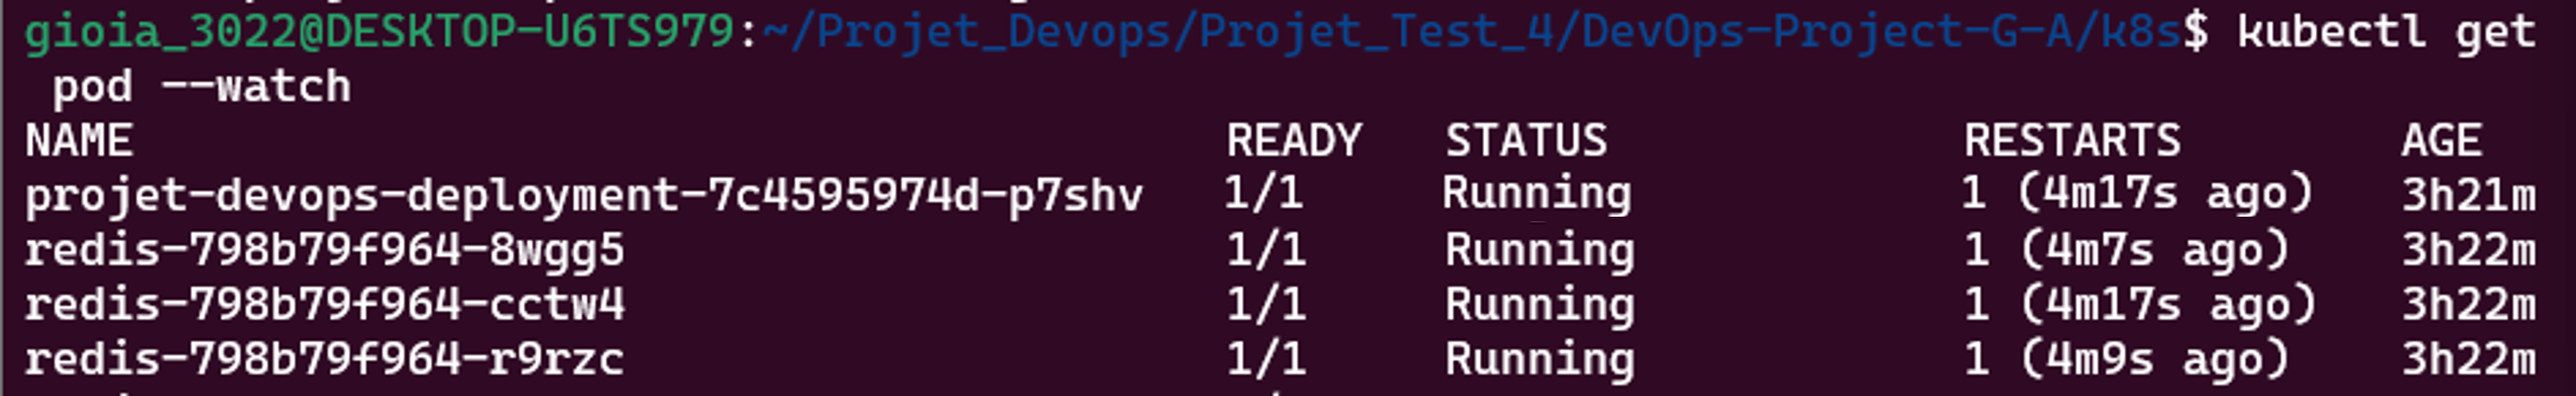 gioia_3022@DESKTOP-U6TS979:~/Projet_Devops/Projet_Test_4/DevOps-Project-G-A/k8s$ kubectl get
pod --watch
NAME READY STATUS RESTARTS AGE
projet-devops-deployment-7c4595974d-p7shv 1/1 Running 1 (4m17s ago) 3h21m
redis-798b79f964-8wgg5 1/1 Running 1 (4m7s ago) 3h22m
redis-798b79f964-cctw4 1/1 Running 1 (4m17s ago) 3h22m
redis-798b79f964-r9rzc 1/1 Running 1 (4m9s ago) 3h22m